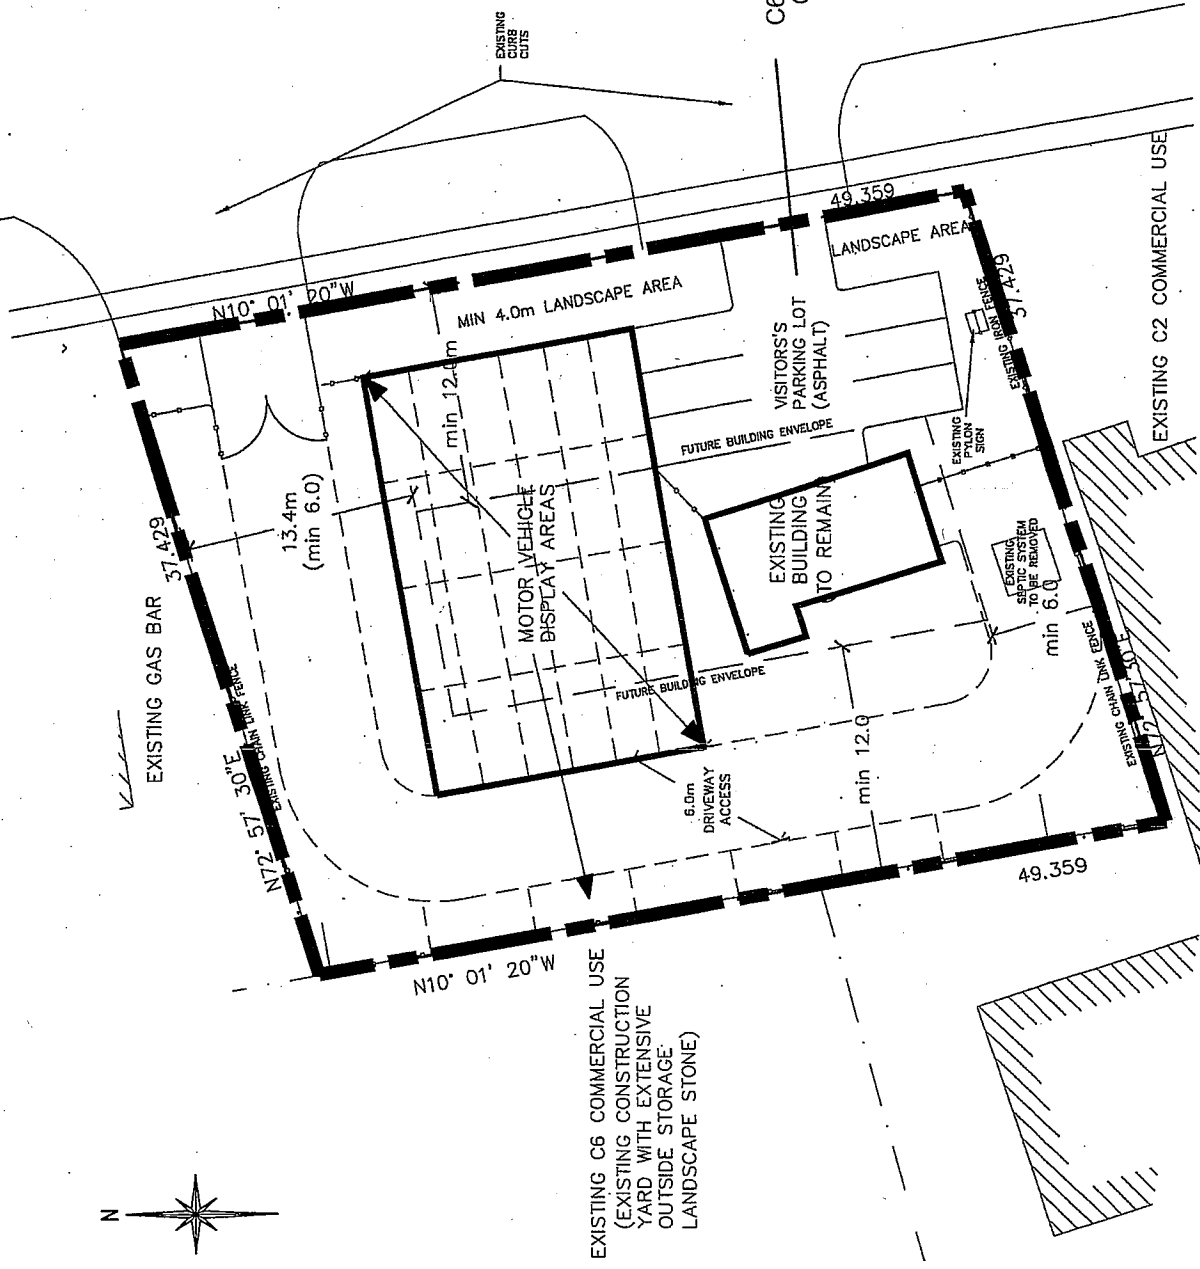 EXISTING
CURB
CUTS
C6
49.359
LANDSCAPE AREA
EXISTING C2 COMMERCIAL USE
N10° 01' 20"W
MIN 4.0m LANDSCAPE AREA
37.429
EXISTING IRON FENCE
VISITORS'S
PARKING LOT
(ASPHALT)
min 12.0m
FUTURE BUILDING ENVELOPE
EXISTING
PYLON
SIGN
13.4m
(min 6.0)
37.429
MOTOR VEHICLE
DISPLAY AREAS
EXISTING
BUILDING
TO REMAIN
EXISTING
SEPTIC SYSTEM
TO BE REMOVED
min 6.0
EXISTING GAS BAR
FUTURE BUILDING ENVELOPE
EXISTING CHAIN LINK FENCE
N72° 57' 30"E
EXISTING CHAIN LINK FENCE
N72° 57' 30"E
6.0m
DRIVEWAY
ACCESS
min 12.0
49.359
N10° 01' 20"W
EXISTING C6 COMMERCIAL USE
(EXISTING CONSTRUCTION
YARD WITH EXTENSIVE
OUTSIDE STORAGE
LANDSCAPE STONE)
N